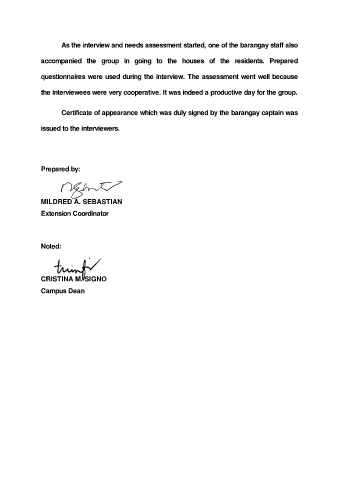 As the interview and needs assessment started, one of the barangay staff also
accompanied the group in going to the houses of the residents. Prepared
questionnaires were used during the interview. The assessment went well because
the interviewees were very cooperative. It was indeed a productive day for the group.
Certificate of appearance which was duly signed by the barangay captain was
issued to the interviewers.
Prepared by:
MILDRED A. SEBASTIAN
Extension Coordinator
Noted:
CRISTINA M. SIGNO
Campus Dean